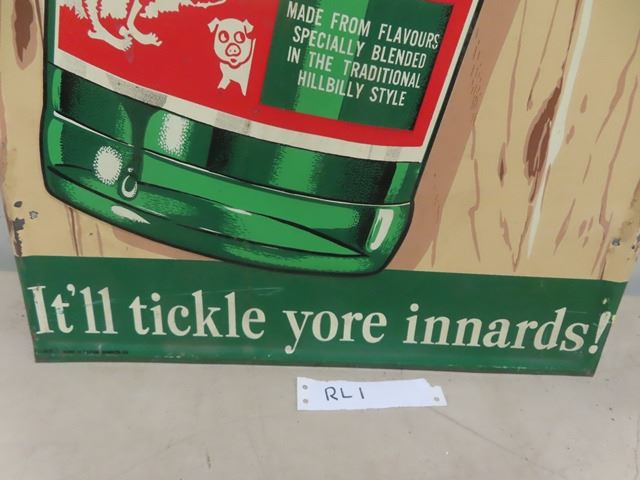 MADE FROM FLAVOURS
SPECIALLY BLENDED
IN THE TRADITIONAL
HILLBILLY STYLE
It'll tickle yore innards!
RL1